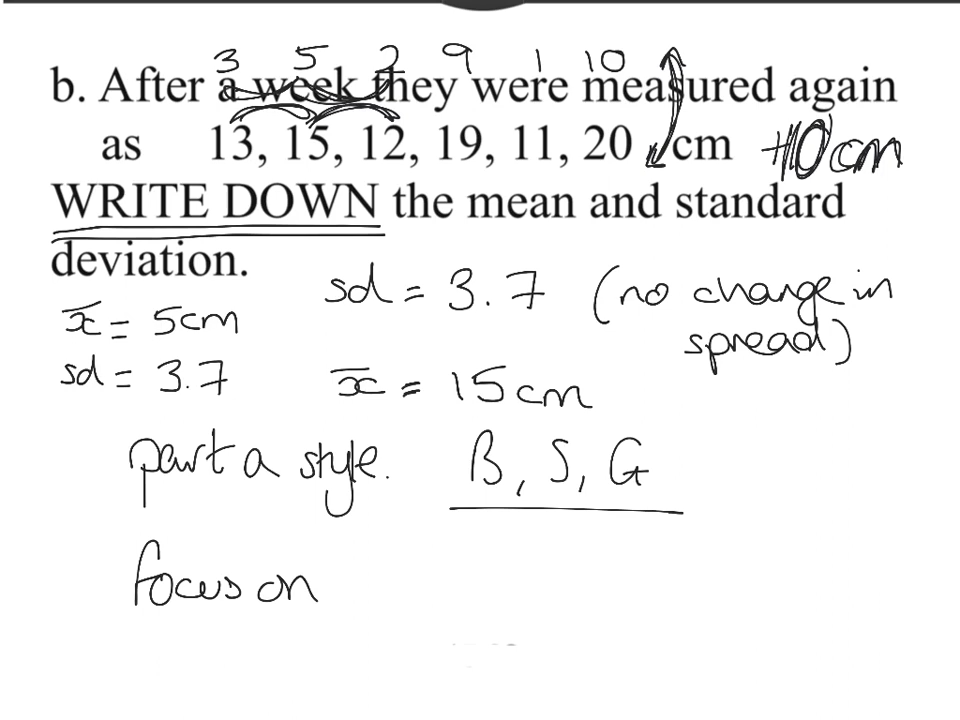 3 5 2 9 1 10
b. After a week they were measured again
as 13, 15, 12, 19, 11, 20 cm +10cm
WRITE DOWN the mean and standard
deviation.
sd = 3.7 (no change in
spread)
x̄ = 5cm
sd = 3.7
x̄ = 15cm
part a style. B, S, G
focus on